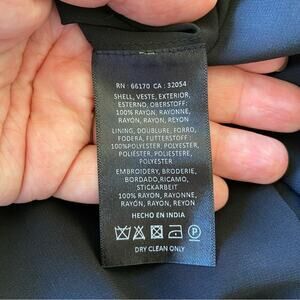 RN : 66170 CA : 32054
SHELL, VESTE, EXTERIOR,
ESTERNO, OBERSTOFF:
100% RAYON, RAYONNE,
RAYON, RAYON, REYON
LINING, DOUBLURE, FORRO,
FODERA, FUTTERSTOFF:
100%POLYESTER, POLYESTER,
POLIÉSTER, POLIESTERE,
POLYESTER
EMBROIDERY, BRODERIE,
BORDADO,RICAMO,
STICKARBEIT
100% RAYON, RAYONNE,
RAYÓN, RAYON, REYON
HECHO EN INDIA
P
DRY CLEAN ONLY